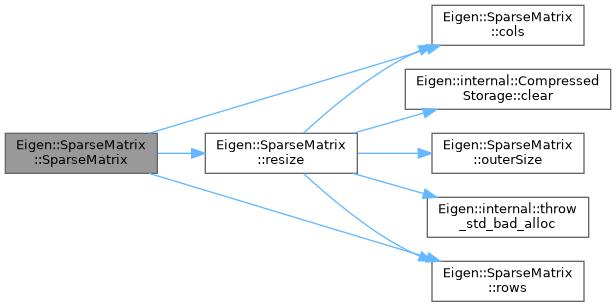 Eigen::SparseMatrix
::SparseMatrix
Eigen::SparseMatrix
::resize
Eigen::SparseMatrix
::cols
Eigen::internal::Compressed
Storage::clear
Eigen::SparseMatrix
::outerSize
Eigen::internal::throw
_std_bad_alloc
Eigen::SparseMatrix
::rows